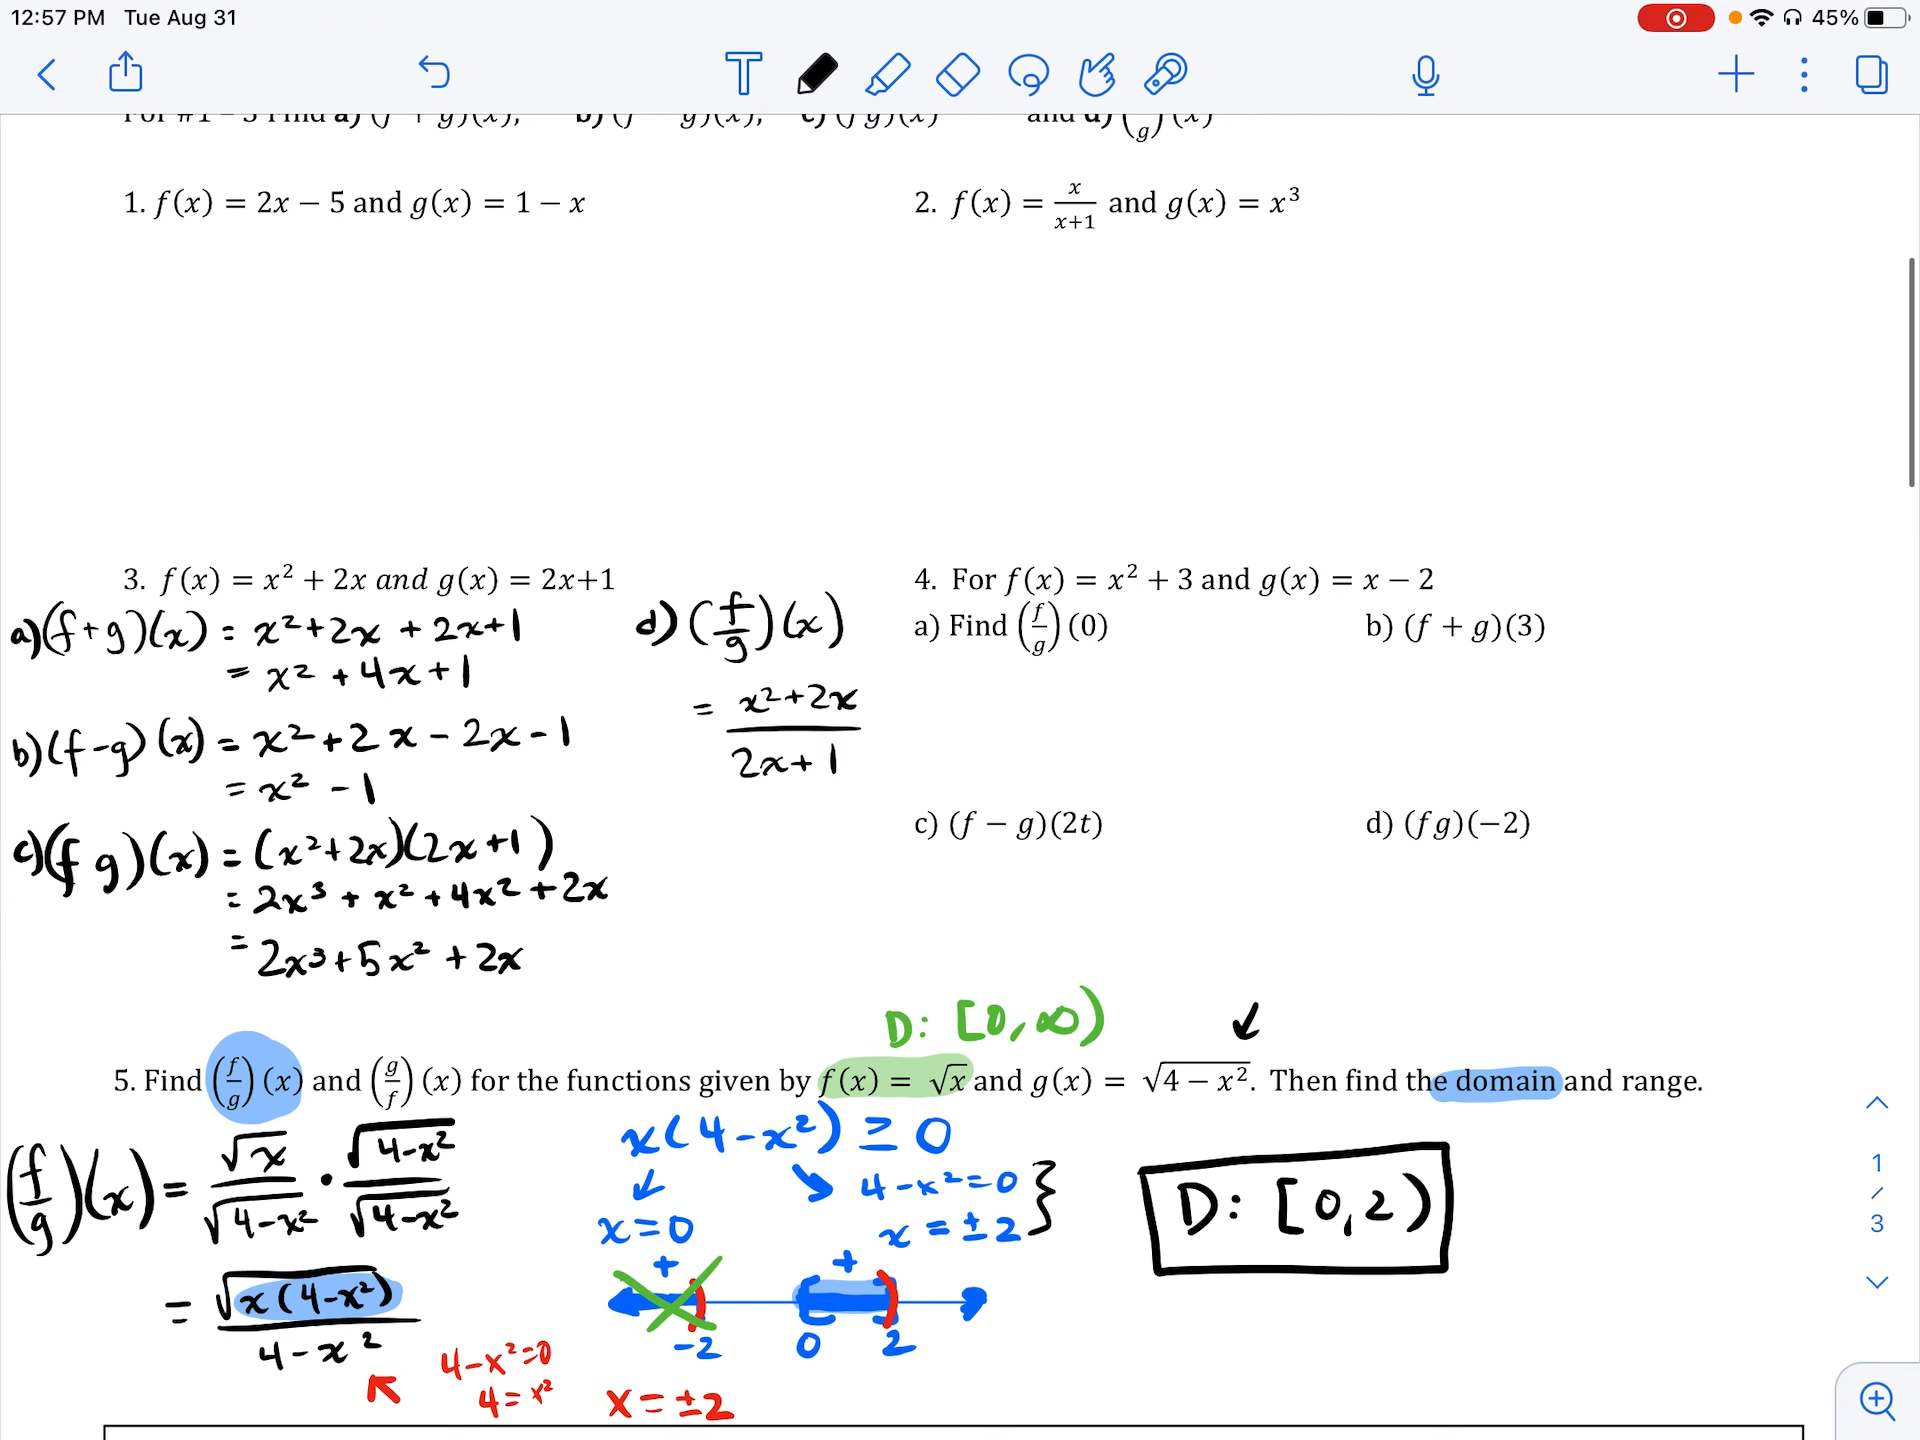 12:57 PM Tue Aug 31
45%
For #1 – 3 Find a) (f + g)(x), b) (f g)(x), c) (f g)(x) and d) (g)(x)
1. f(x) = 2x − 5 and g(x) = 1 − x
2. f(x) = x/(x+1) and g(x) = x³
3. f(x) = x² + 2x and g(x) = 2x+1
a) (f+g)(x) = x²+2x + 2x+1
= x² + 4x + 1
b) (f-g)(x) = x²+2x - 2x - 1
= x² - 1
c) (f g)(x) = (x²+2x)(2x+1)
= 2x³ + x² + 4x² + 2x
= 2x³+5x² + 2x
d) (f/g)(x)
= (x²+2x)/(2x+1)
4. For f(x) = x² + 3 and g(x) = x − 2
a) Find (f/g)(0)
b) (f + g)(3)
c) (f − g)(2t)
d) (fg)(−2)
D: [0,∞)
5. Find (f/g)(x) and (g/f)(x) for the functions given by f(x) = √x and g(x) = √(4 − x²). Then find the domain and range.
(f/g)(x) = √x/√(4-x²) · √(4-x²)/√(4-x²)
= √(x(4-x²))/(4-x²)
4-x²=0
4=x²
x=±2
x(4-x²) ≥ 0
x=0
4-x²=0
x=±2
+ +
-2 0 2
D: [0,2)
1
/
3